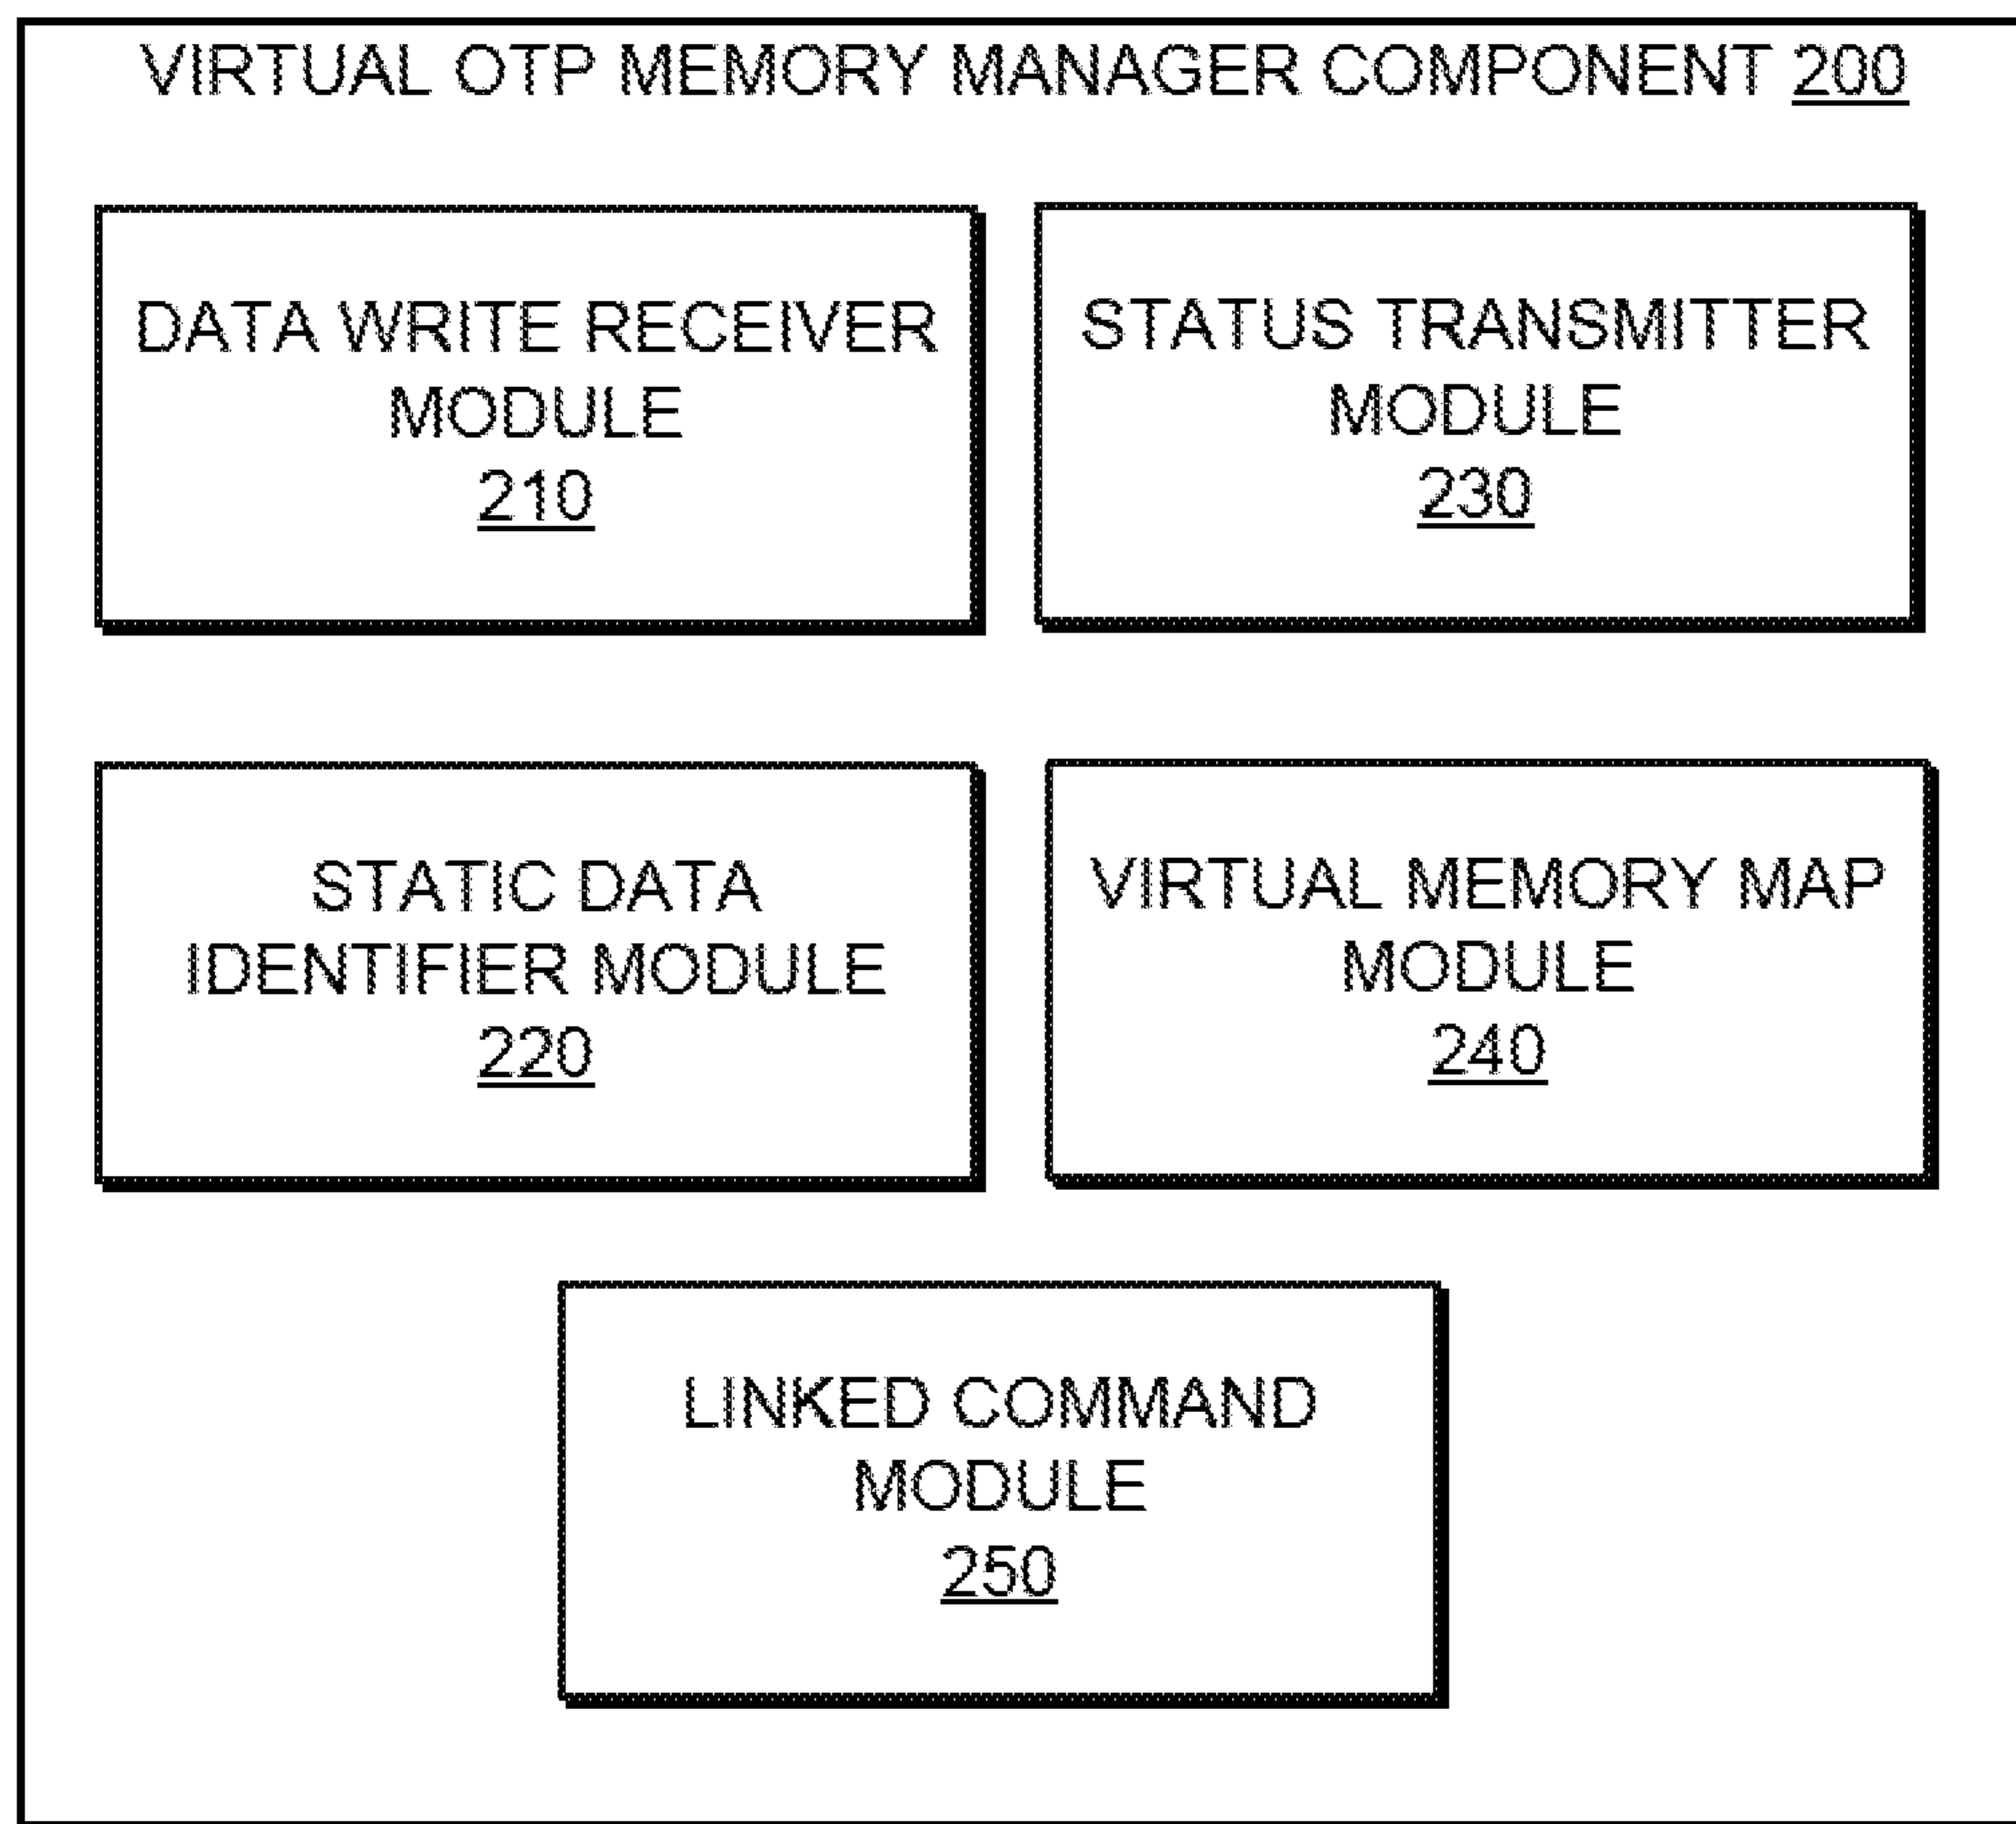 VIRTUAL OTP MEMORY MANAGER COMPONENT 200
DATA WRITE RECEIVER
MODULE
210
STATUS TRANSMITTER
MODULE
230
STATIC DATA
IDENTIFIER MODULE
220
VIRTUAL MEMORY MAP
MODULE
240
LINKED COMMAND
MODULE
250